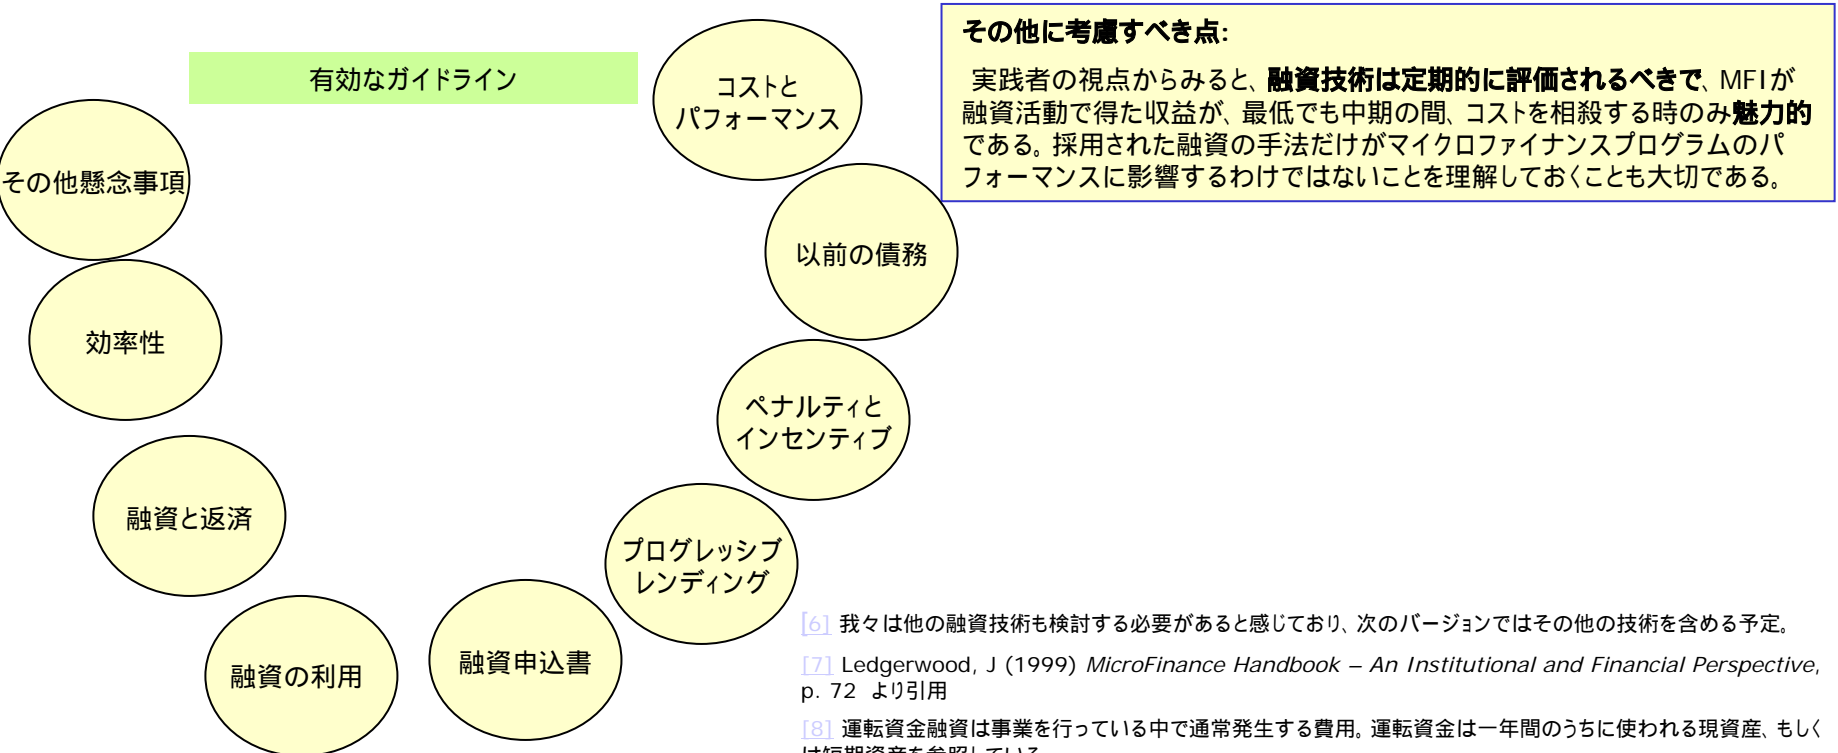 有効なガイドライン
コストと
パフォーマンス
以前の債務
ペナルティと
インセンティブ
プログレッシブ
レンディング
融資申込書
融資の利用
融資と返済
効率性
その他懸念事項
その他に考慮すべき点:
実践者の視点からみると、融資技術は定期的に評価されるべきで、MFIが
融資活動で得た収益が、最低でも中期の間、コストを相殺する時のみ魅力的
である。採用された融資の手法だけがマイクロファイナンスプログラムのパ
フォーマンスに影響するわけではないことを理解しておくことも大切である。
[6] 我々は他の融資技術も検討する必要があると感じており、次のバージョンではその他の技術を含める予定。
[7] Ledgerwood, J (1999) MicroFinance Handbook – An Institutional and Financial Perspective,
p. 72 より引用
[8] 運転資金融資は事業を行っている中で通常発生する費用。運転資金は一年間のうちに使われる現資産、もしく
は短期資産を参照している